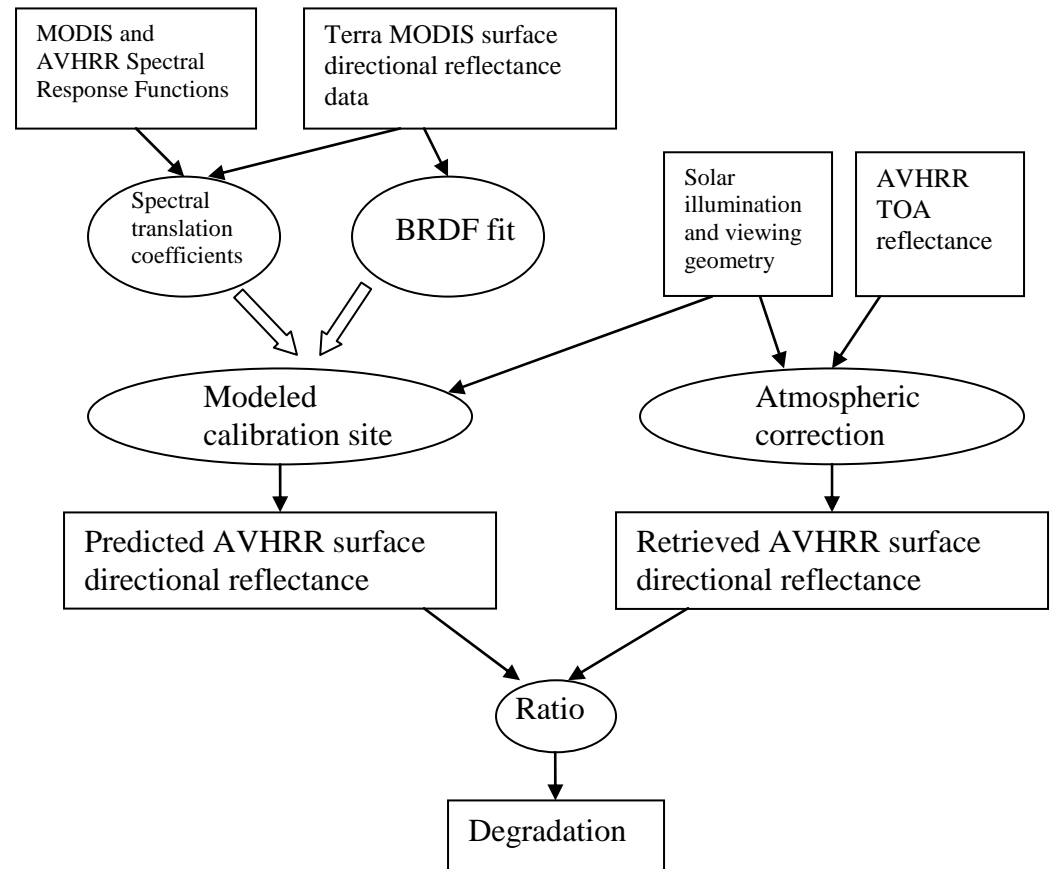 MODIS and
AVHRR Spectral
Response Functions
Terra MODIS surface
directional reflectance
data
Solar
illumination
and viewing
geometry
AVHRR
TOA
reflectance
Spectral
translation
coefficients
BRDF fit
Modeled
calibration site
Atmospheric
correction
Predicted AVHRR surface
directional reflectance
Retrieved AVHRR surface
directional reflectance
Ratio
Degradation